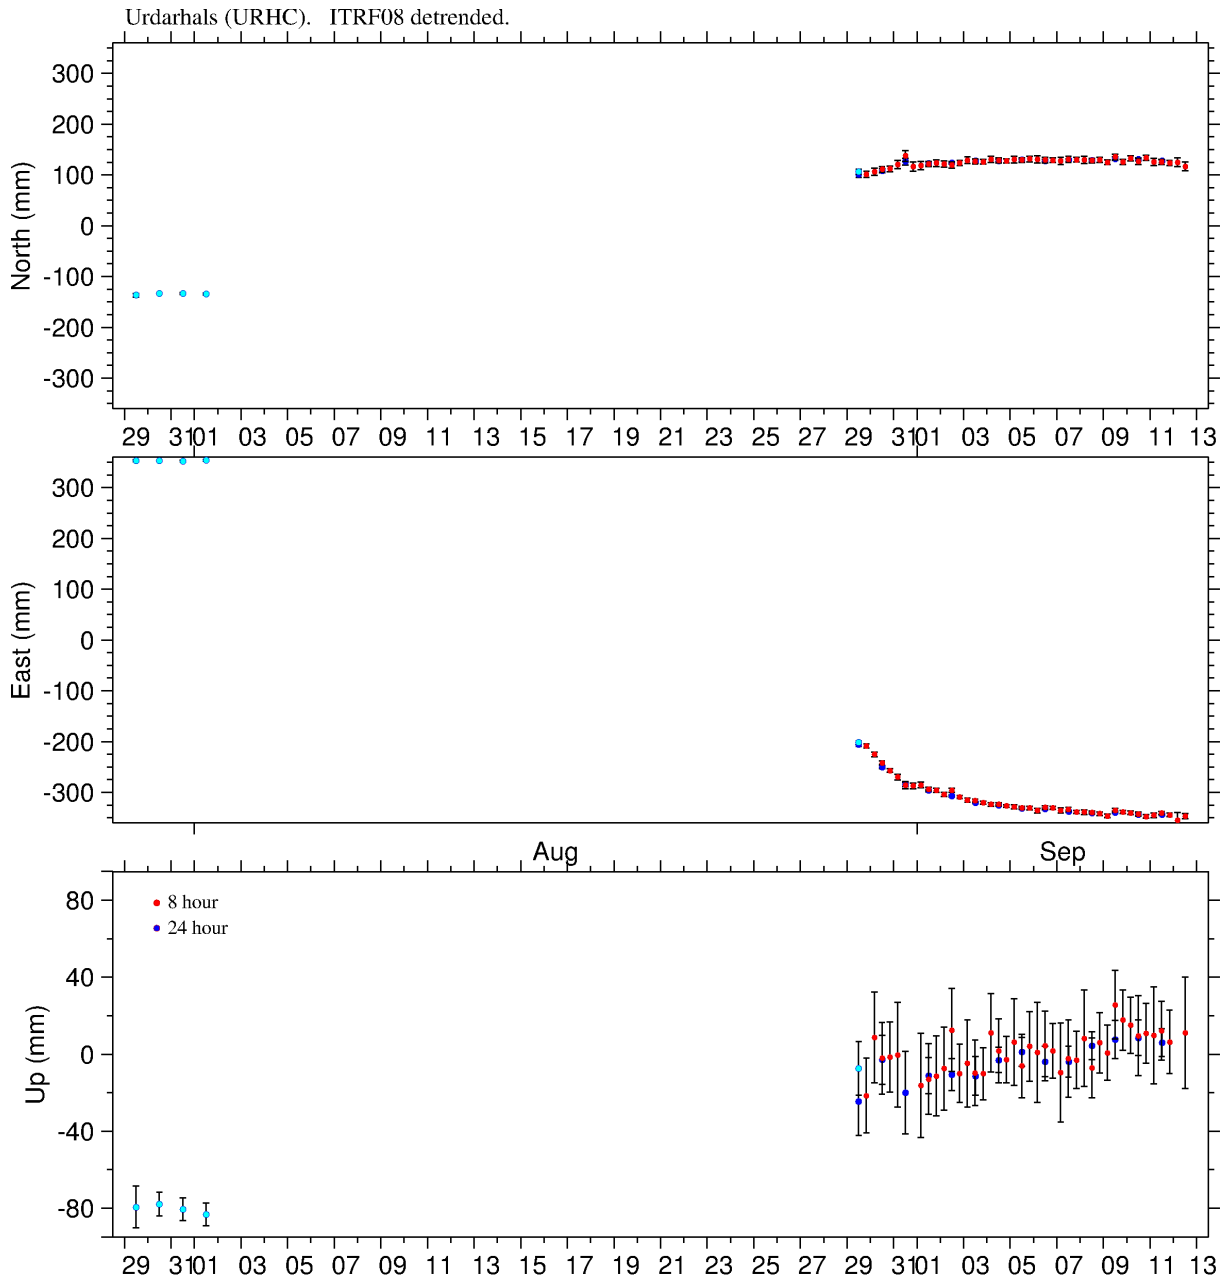 Urdarhals (URHC). ITRF08 detrended.
300
200
100
0
-100
-200
-300
North (mm)
29 31 01 03 05 07 09 11 13 15 17 19 21 23 25 27 29 31 01 03 05 07 09 11 13
300
200
100
0
-100
-200
-300
East (mm)
Aug Sep
80
40
0
-40
-80
Up (mm)
8 hour
24 hour
29 31 01 03 05 07 09 11 13 15 17 19 21 23 25 27 29 31 01 03 05 07 09 11 13